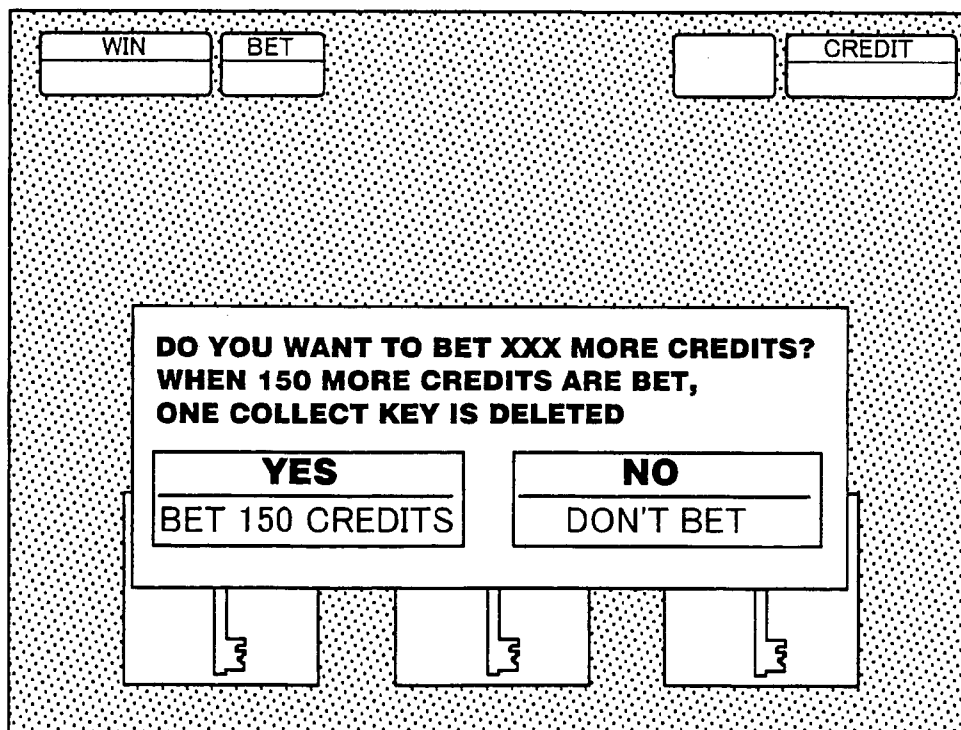 WIN
BET
CREDIT
DO YOU WANT TO BET XXX MORE CREDITS?
WHEN 150 MORE CREDITS ARE BET,
ONE COLLECT KEY IS DELETED
YES
BET 150 CREDITS
NO
DON'T BET